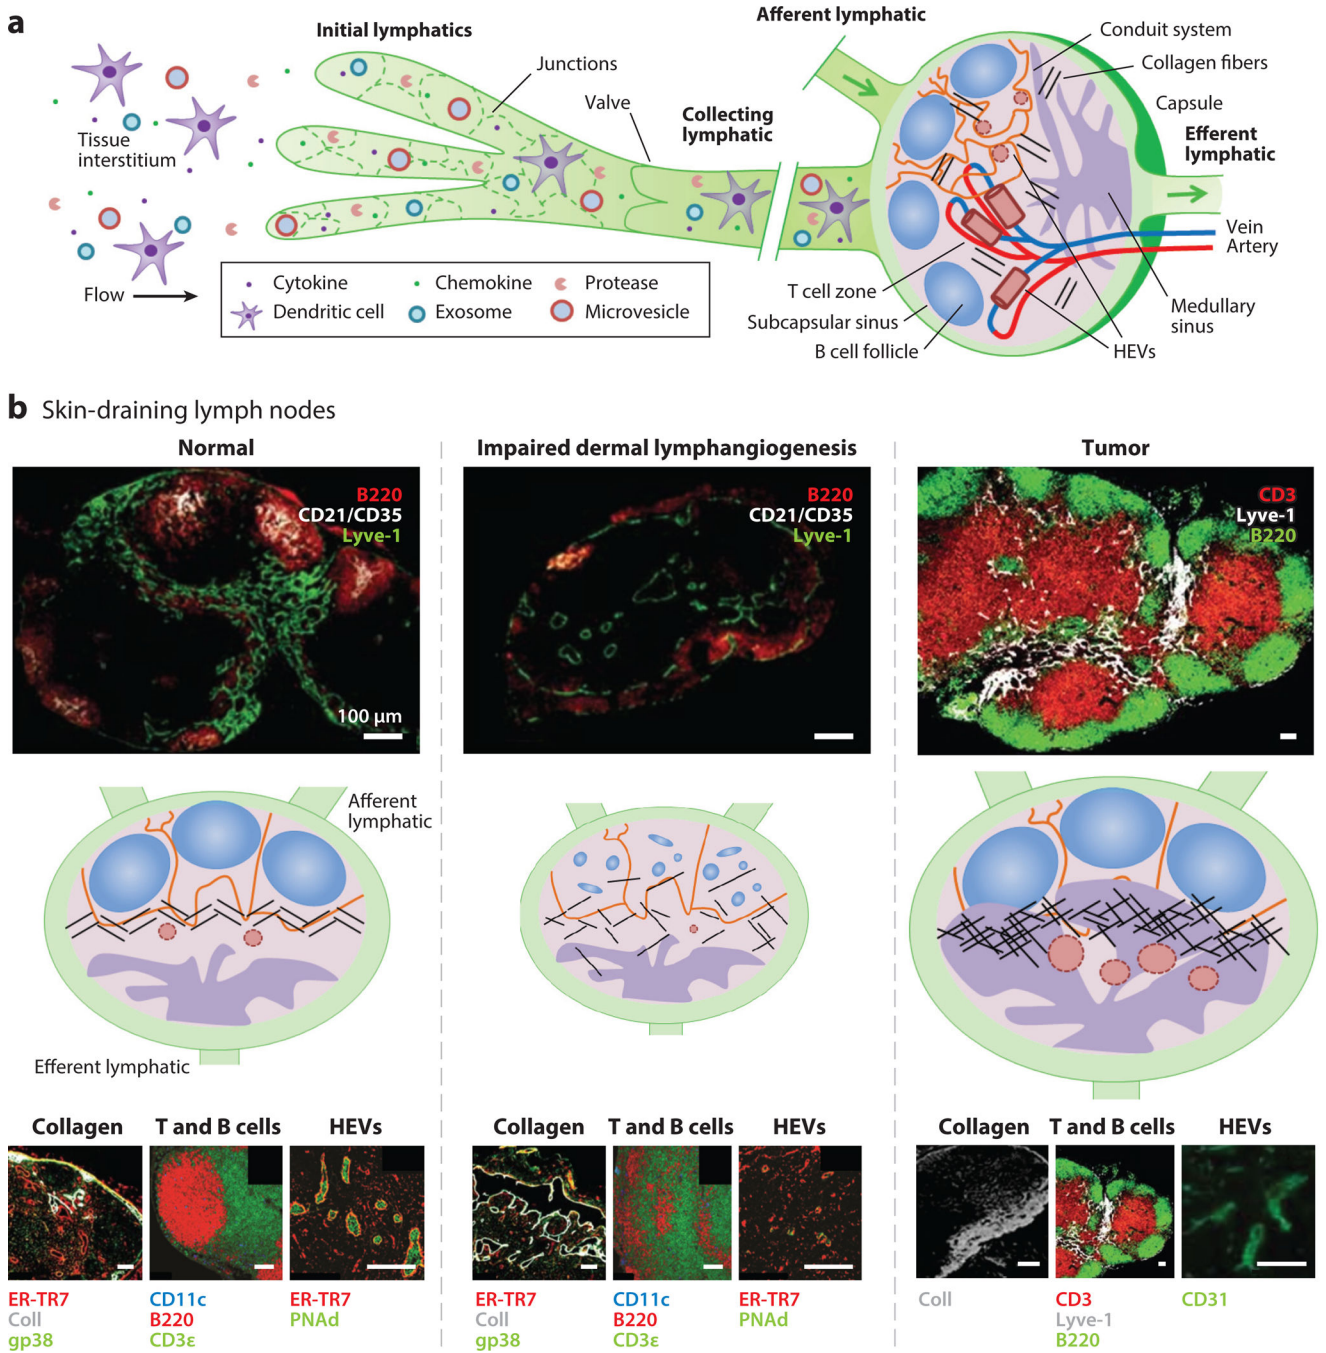 a
Initial lymphatics
Afferent lymphatic
Conduit system
Junctions
Collagen fibers
Valve
Capsule
Collecting
lymphatic
Efferent
lymphatic
Tissue
interstitium
Vein
Artery
Flow
Cytokine
Chemokine
Protease
Dendritic cell
Exosome
Microvesicle
T cell zone
Subcapsular sinus
B cell follicle
Medullary
sinus
HEVs
b Skin-draining lymph nodes
Normal
Impaired dermal lymphangiogenesis
Tumor
B220
CD21/CD35
Lyve-1
100 μm
B220
CD21/CD35
Lyve-1
CD3
Lyve-1
B220
Afferent
lymphatic
Efferent lymphatic
Collagen
T and B cells
HEVs
Collagen
T and B cells
HEVs
Collagen
T and B cells
HEVs
ER-TR7
Coll
gp38
CD11c
B220
CD3ε
ER-TR7
PNAd
ER-TR7
Coll
gp38
CD11c
B220
CD3ε
ER-TR7
PNAd
Coll
CD3
Lyve-1
B220
CD31